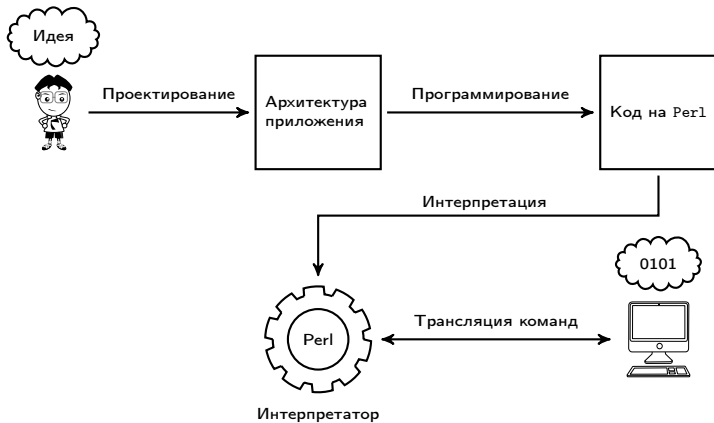 Идея
Проектирование
Архитектура
приложения
Программирование
Код на Perl
Интерпретация
0101
Perl
Трансляция команд
Интерпретатор